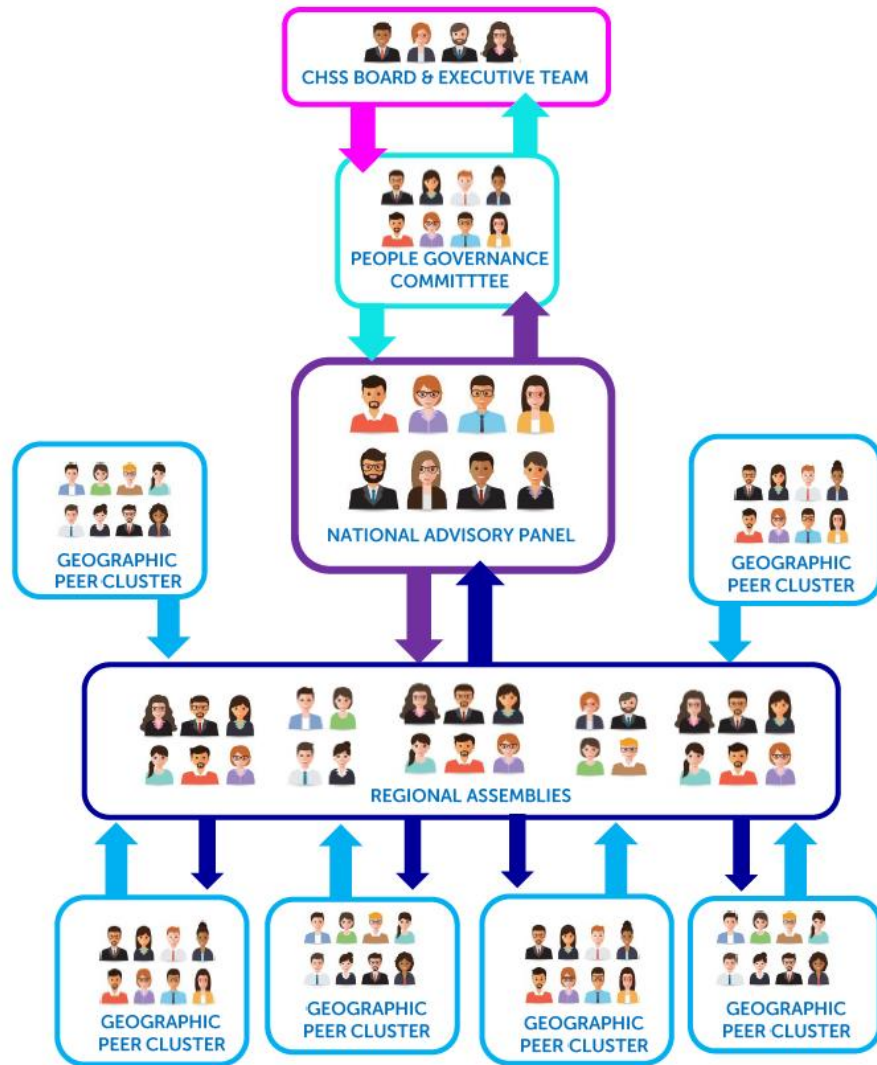 CHSS BOARD & EXECUTIVE TEAM
PEOPLE GOVERNANCE
COMMITTTEE
NATIONAL ADVISORY PANEL
GEOGRAPHIC
PEER CLUSTER
GEOGRAPHIC
PEER CLUSTER
REGIONAL ASSEMBLIES
GEOGRAPHIC
PEER CLUSTER
GEOGRAPHIC
PEER CLUSTER
GEOGRAPHIC
PEER CLUSTER
GEOGRAPHIC
PEER CLUSTER